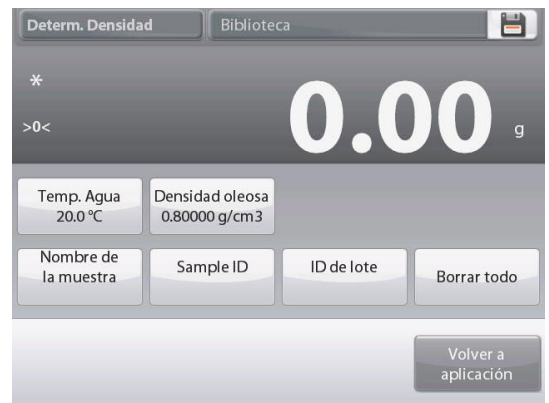 Determ. Densidad
Biblioteca
*
>0<
0.00 g
Temp. Agua
20.0 °C
Densidad oleosa
0.80000 g/cm3
Nombre de
la muestra
Sample ID
ID de lote
Borrar todo
Volver a
aplicación